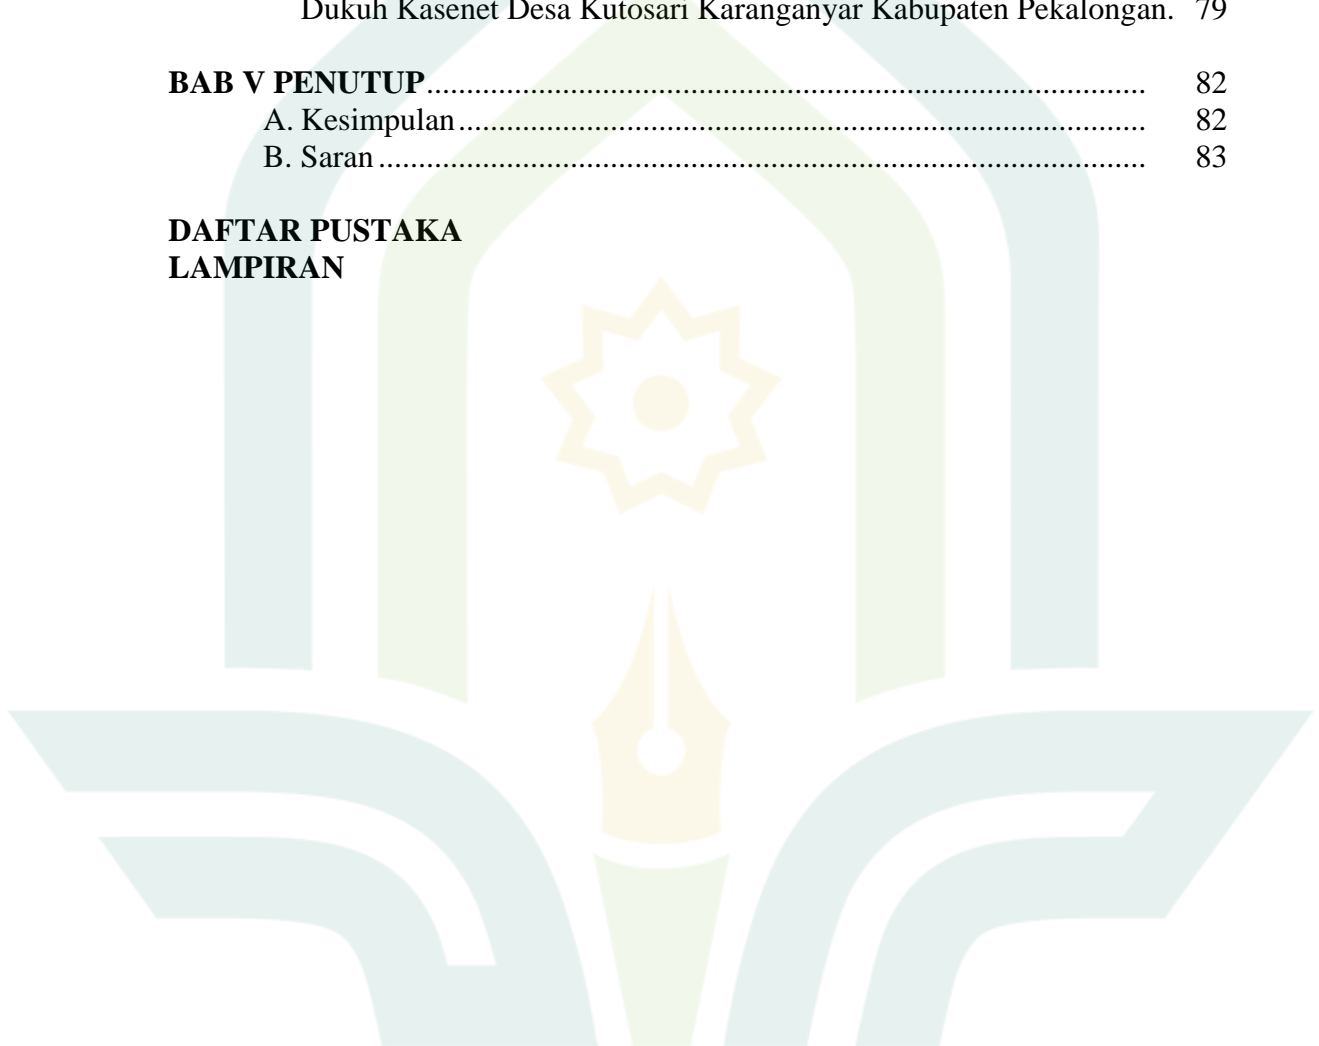 Dukuh Kasenet Desa Kutosari Karanganyar Kabupaten Pekalongan. 79
BAB V PENUTUP.......................................................................................... 82
A. Kesimpulan...................................................................................... 82
B. Saran................................................................................................ 83
DAFTAR PUSTAKA
LAMPIRAN